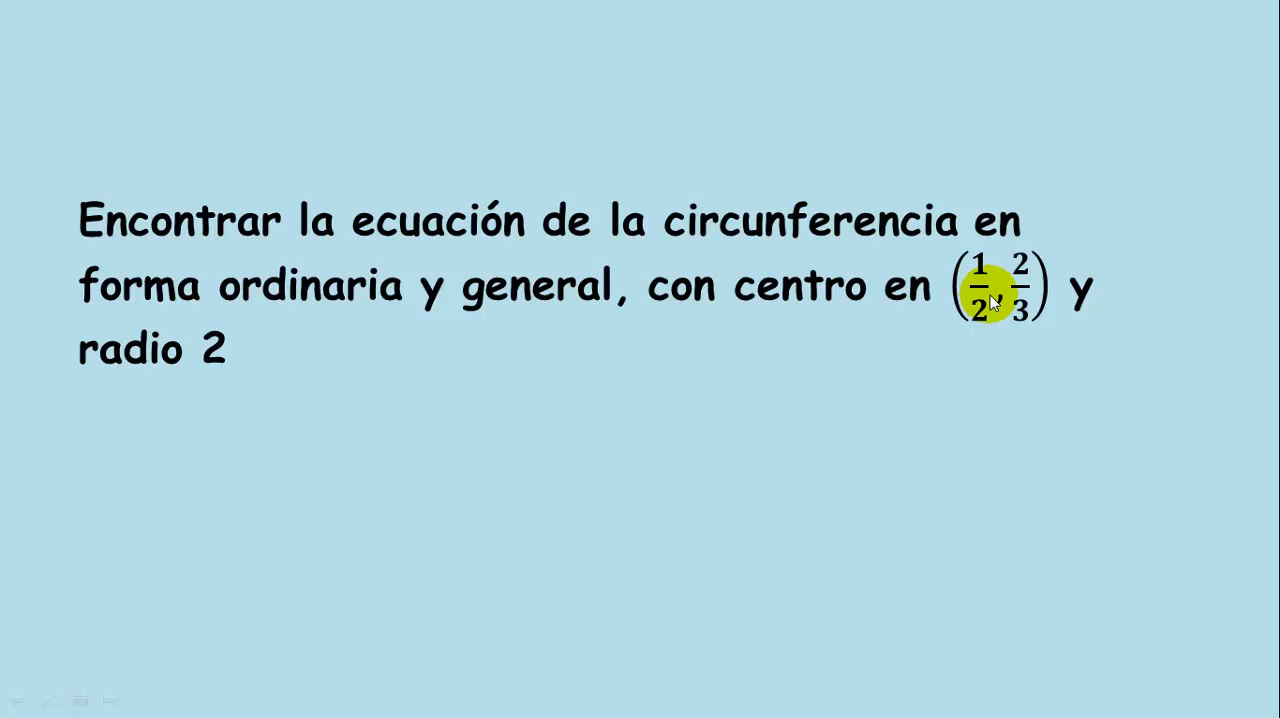 Encontrar la ecuación de la circunferencia en
forma ordinaria y general, con centro en (1/2, 2/3) y
radio 2